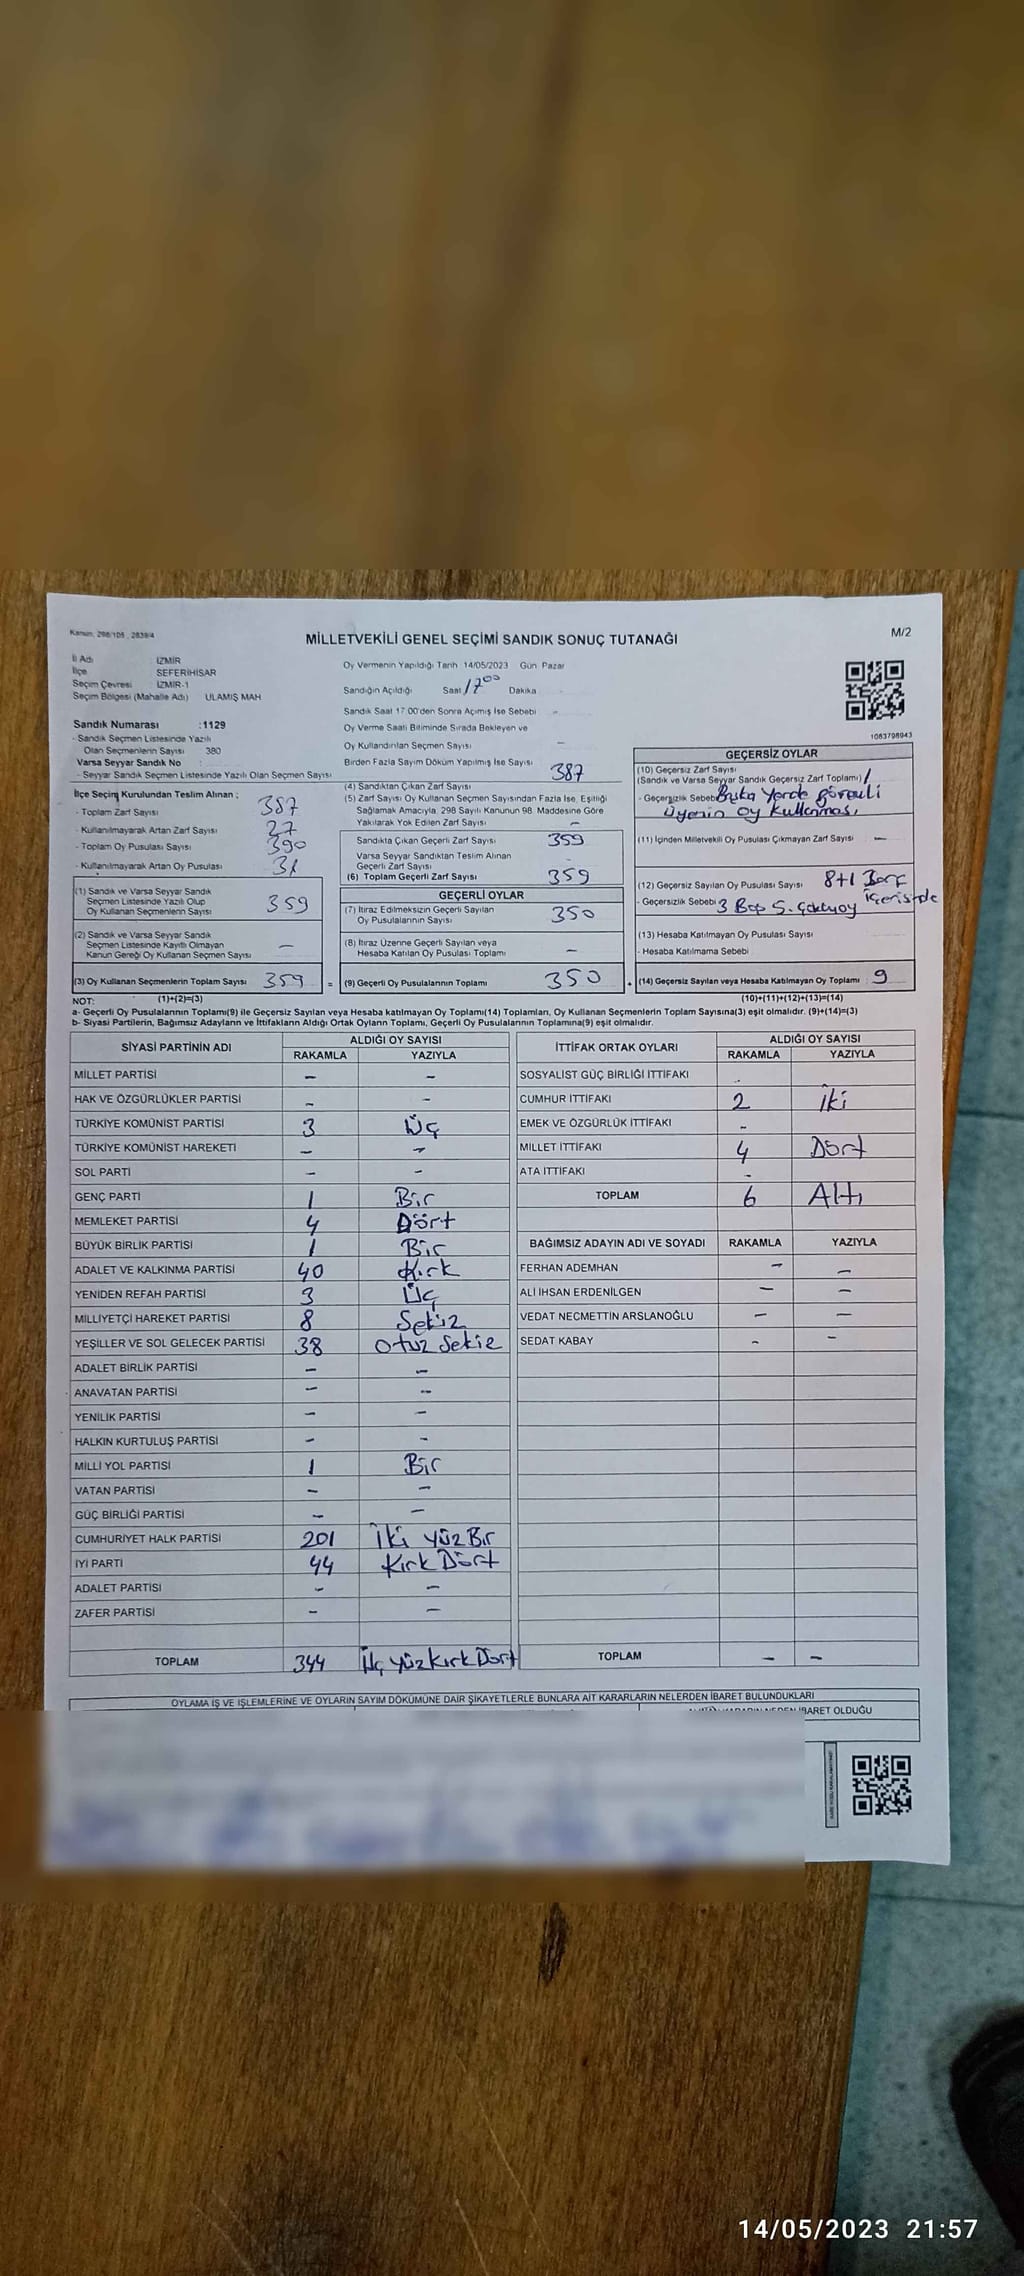 Kanun, 298/105, 2839/4
MİLLETVEKİLİ GENEL SEÇİMİ SANDIK SONUÇ TUTANAĞI
M/2
İl Adı İZMİR
İlçe SEFERİHİSAR
Seçim Çevresi İZMİR-1
Seçim Bölgesi (Mahalle Adı) ULAMIŞ MAH
Sandık Numarası :1129
- Sandık Seçmen Listesinde Yazılı
Olan Seçmenlerin Sayısı 380
Varsa Seyyar Sandık No :
- Seyyar Sandık Seçmen Listesinde Yazılı Olan Seçmen Sayısı
Oy Vermenin Yapıldığı Tarih 14/05/2023 Gün Pazar
Sandığın Açıldığı Saat 17 00 Dakika
Sandık Saat 17.00'den Sonra Açımış İse Sebebi -
Oy Verme Saati Bitiminde Sırada Bekleyen ve
Oy Kullandırılan Seçmen Sayısı -
Birden Fazla Sayım Döküm Yapılmış İse Sayısı
1083798943
İlçe Seçim Kurulundan Teslim Alınan ;
- Toplam Zarf Sayısı 387
- Kullanılmayarak Artan Zarf Sayısı 27
- Toplam Oy Pusulası Sayısı 390
- Kullanılmayarak Artan Oy Pusulası 31
(1) Sandık ve Varsa Seyyar Sandık
Seçmen Listesinde Yazılı Olup
Oy Kullanan Seçmenlerin Sayısı 359
(2) Sandık ve Varsa Seyyar Sandık
Seçmen Listesinde Kayıtlı Olmayan
Kanun Gereği Oy Kullanan Seçmen Sayısı -
(3) Oy Kullanan Seçmenlerin Toplam Sayısı 359 =
387
(4) Sandıktan Çıkan Zarf Sayısı
(5) Zarf Sayısı Oy Kullanan Seçmen Sayısından Fazla İse, Eşitliği
Sağlamak Amacıyla, 298 Sayılı Kanunun 98. Maddesine Göre
Yakılarak Yok Edilen Zarf Sayısı -
Sandıkta Çıkan Geçerli Zarf Sayısı 359
Varsa Seyyar Sandıktan Teslim Alınan
Geçerli Zarf Sayısı
(6) Toplam Geçerli Zarf Sayısı 359
GEÇERLİ OYLAR
(7) İtiraz Edilmeksizin Geçerli Sayılan
Oy Pusulalarının Sayısı 350
(8) İtiraz Üzerine Geçerli Sayılan veya
Hesaba Katılan Oy Pusulası Toplamı -
(9) Geçerli Oy Pusulalarının Toplamı 350 +
GEÇERSİZ OYLAR
(10) Geçersiz Zarf Sayısı
(Sandık ve Varsa Seyyar Sandık Geçersiz Zarf Toplamı) 1
- Geçersizlik Sebebi Başka Yerde görevli
üyenin oy kullanması
(11) İçinden Milletvekili Oy Pusulası Çıkmayan Zarf Sayısı -
(12) Geçersiz Sayılan Oy Pusulası Sayısı 8+1
- Geçersizlik Sebebi 3 içerisinde
(13) Hesaba Katılmayan Oy Pusulası Sayısı
- Hesaba Katılmama Sebebi
(14) Geçersiz Sayılan veya Hesaba Katılmayan Oy Toplamı 9
NOT: (1)+(2)=(3) (10)+(11)+(12)+(13)=(14)
a- Geçerli Oy Pusulalarının Toplamı(9) ile Geçersiz Sayılan veya Hesaba katılmayan Oy Toplamı(14) Toplamları, Oy Kullanan Seçmenlerin Toplam Sayısına(3) eşit olmalıdır. (9)+(14)=(3)
b- Siyasi Partilerin, Bağımsız Adayların ve İttifakların Aldığı Ortak Oyların Toplamı, Geçerli Oy Pusulalarının Toplamına(9) eşit olmalıdır.
SİYASİ PARTİNİN ADI ALDIĞI OY SAYISI
RAKAMLA YAZIYLA
MİLLET PARTİSİ - -
HAK VE ÖZGÜRLÜKLER PARTİSİ - -
TÜRKİYE KOMÜNİST PARTİSİ 3 Üç
TÜRKİYE KOMÜNİST HAREKETİ - -
SOL PARTİ - -
GENÇ PARTİ 1 Bir
MEMLEKET PARTİSİ 4 Dört
BÜYÜK BİRLİK PARTİSİ 1 Bir
ADALET VE KALKINMA PARTİSİ 40 Kırk
YENİDEN REFAH PARTİSİ 3 Üç
MİLLİYETÇİ HAREKET PARTİSİ 8 Sekiz
YEŞİLLER VE SOL GELECEK PARTİSİ 38 Otuz Sekiz
ADALET BİRLİK PARTİSİ - -
ANAVATAN PARTİSİ - -
YENİLİK PARTİSİ - -
HALKIN KURTULUŞ PARTİSİ - -
MİLLİ YOL PARTİSİ 1 Bir
VATAN PARTİSİ - -
GÜÇ BİRLİĞİ PARTİSİ - -
CUMHURİYET HALK PARTİSİ 201 İki yüz Bir
İYİ PARTİ 44 Kırk Dört
ADALET PARTİSİ - -
ZAFER PARTİSİ - -
TOPLAM 344 Üç yüz Kırk Dört
İTTİFAK ORTAK OYLARI ALDIĞI OY SAYISI
RAKAMLA YAZIYLA
SOSYALİST GÜÇ BİRLİĞİ İTTİFAKI -
CUMHUR İTTİFAKI 2 İki
EMEK VE ÖZGÜRLÜK İTTİFAKI -
MİLLET İTTİFAKI 4 Dört
ATA İTTİFAKI -
TOPLAM 6 Altı
BAĞIMSIZ ADAYIN ADI VE SOYADI RAKAMLA YAZIYLA
FERHAN ADEMHAN - -
ALİ İHSAN ERDENİLGEN - -
VEDAT NECMETTİN ARSLANOĞLU - -
SEDAT KABAY - -
TOPLAM - -
OYLAMA İŞ VE İŞLEMLERİNE VE OYLARIN SAYIM DÖKÜMÜNE DAİR ŞİKAYETLERLE BUNLARA AİT KARARLARIN NELERDEN İBARET BULUNDUKLARI
İBARET OLDUĞU
14/05/2023 21:57